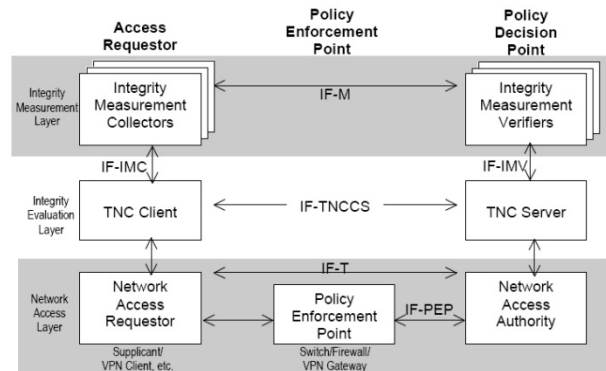 Access
Requestor
Policy
Enforcement
Point
Policy
Decision
Point
Integrity
Measurement
Layer
Integrity
Measurement
Collectors
IF-M
Integrity
Measurement
Verifiers
IF-IMC
IF-IMV
Integrity
Evaluation
Layer
TNC Client
IF-TNCCS
TNC Server
Network
Access
Layer
Network
Access
Requestor
IF-T
Policy
Enforcement
Point
IF-PEP
Network
Access
Authority
Supplicant/
VPN Client, etc.
Switch/Firewall/
VPN Gateway